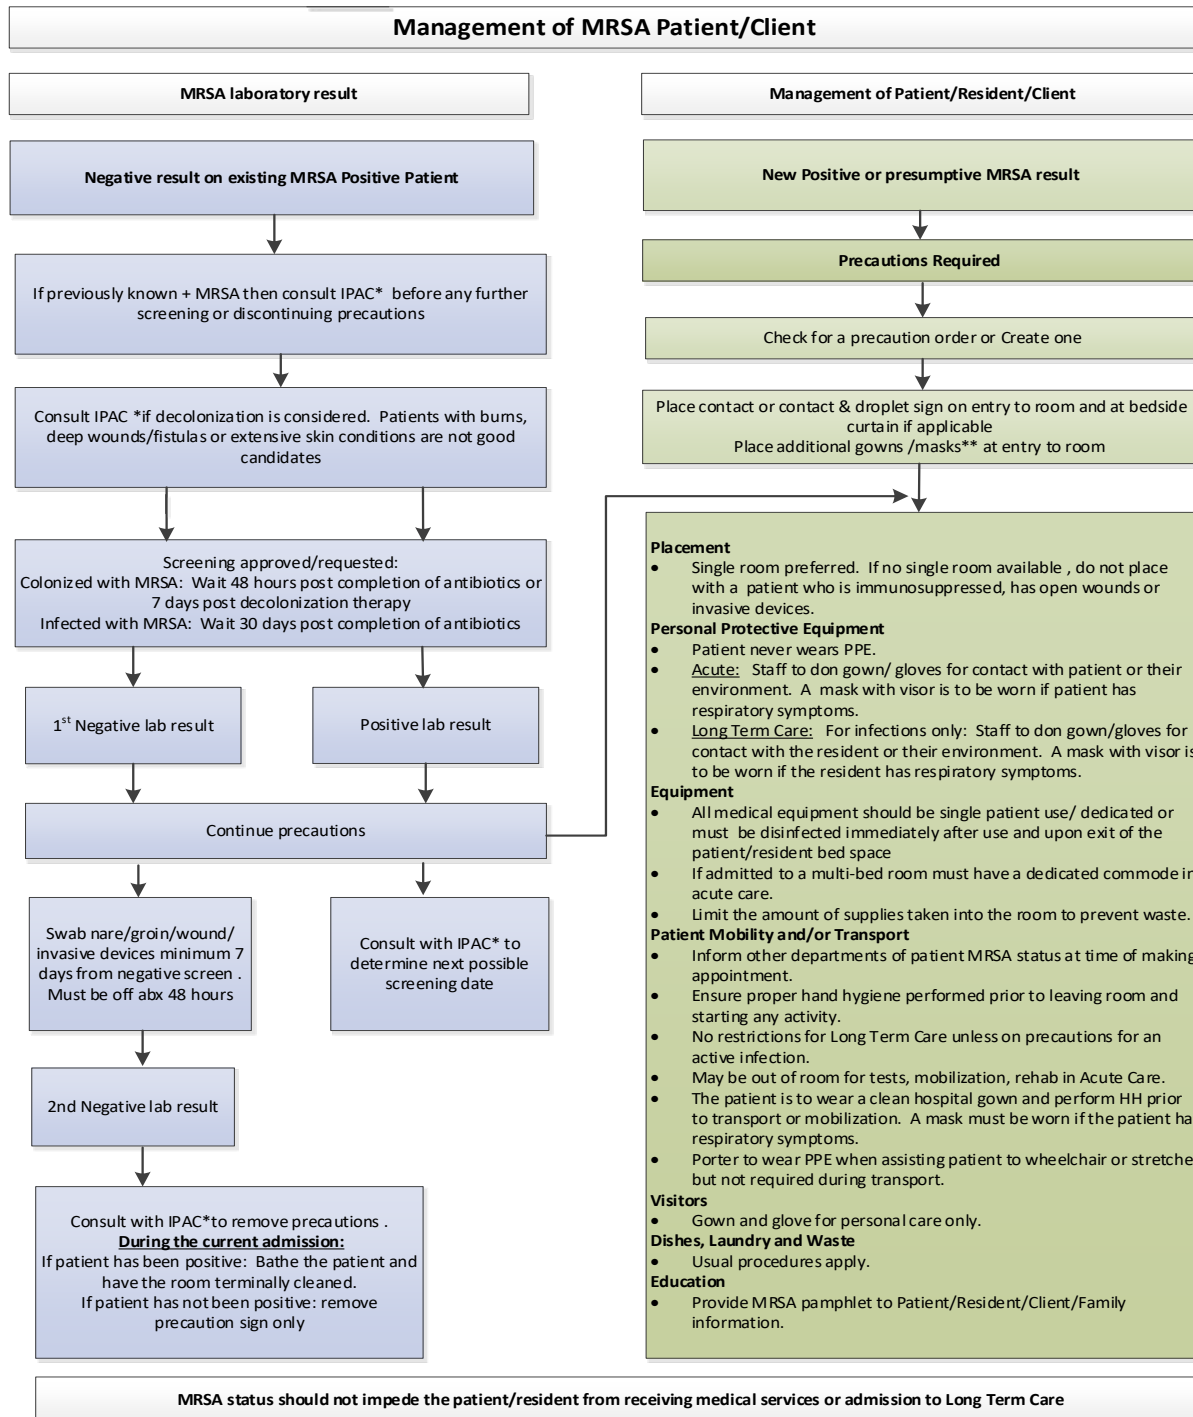 Management of MRSA Patient/Client
MRSA laboratory result
Negative result on existing MRSA Positive Patient
If previously known + MRSA then consult IPAC* before any further
screening or discontinuing precautions
Consult IPAC *if decolonization is considered. Patients with burns,
deep wounds/fistulas or extensive skin conditions are not good
candidates
Screening approved/requested:
Colonized with MRSA: Wait 48 hours post completion of antibiotics or
7 days post decolonization therapy
Infected with MRSA: Wait 30 days post completion of antibiotics
1st Negative lab result
Positive lab result
Continue precautions
Swab nare/groin/wound/
invasive devices minimum 7
days from negative screen .
Must be off abx 48 hours
Consult with IPAC* to
determine next possible
screening date
2nd Negative lab result
Consult with IPAC*to remove precautions .
During the current admission:
If patient has been positive: Bathe the patient and
have the room terminally cleaned.
If patient has not been positive: remove
precaution sign only
Management of Patient/Resident/Client
New Positive or presumptive MRSA result
Precautions Required
Check for a precaution order or Create one
Place contact or contact & droplet sign on entry to room and at bedside
curtain if applicable
Place additional gowns /masks** at entry to room
Placement
• Single room preferred. If no single room available , do not place
with a patient who is immunosuppressed, has open wounds or
invasive devices.
Personal Protective Equipment
• Patient never wears PPE.
• Acute: Staff to don gown/ gloves for contact with patient or their
environment. A mask with visor is to be worn if patient has
respiratory symptoms.
• Long Term Care: For infections only: Staff to don gown/gloves for
contact with the resident or their environment. A mask with visor is
to be worn if the resident has respiratory symptoms.
Equipment
• All medical equipment should be single patient use/ dedicated or
must be disinfected immediately after use and upon exit of the
patient/resident bed space
• If admitted to a multi-bed room must have a dedicated commode in
acute care.
• Limit the amount of supplies taken into the room to prevent waste.
Patient Mobility and/or Transport
• Inform other departments of patient MRSA status at time of making
appointment.
• Ensure proper hand hygiene performed prior to leaving room and
starting any activity.
• No restrictions for Long Term Care unless on precautions for an
active infection.
• May be out of room for tests, mobilization, rehab in Acute Care.
• The patient is to wear a clean hospital gown and perform HH prior
to transport or mobilization. A mask must be worn if the patient ha
respiratory symptoms.
• Porter to wear PPE when assisting patient to wheelchair or stretche
but not required during transport.
Visitors
• Gown and glove for personal care only.
Dishes, Laundry and Waste
• Usual procedures apply.
Education
• Provide MRSA pamphlet to Patient/Resident/Client/Family
information.
MRSA status should not impede the patient/resident from receiving medical services or admission to Long Term Care